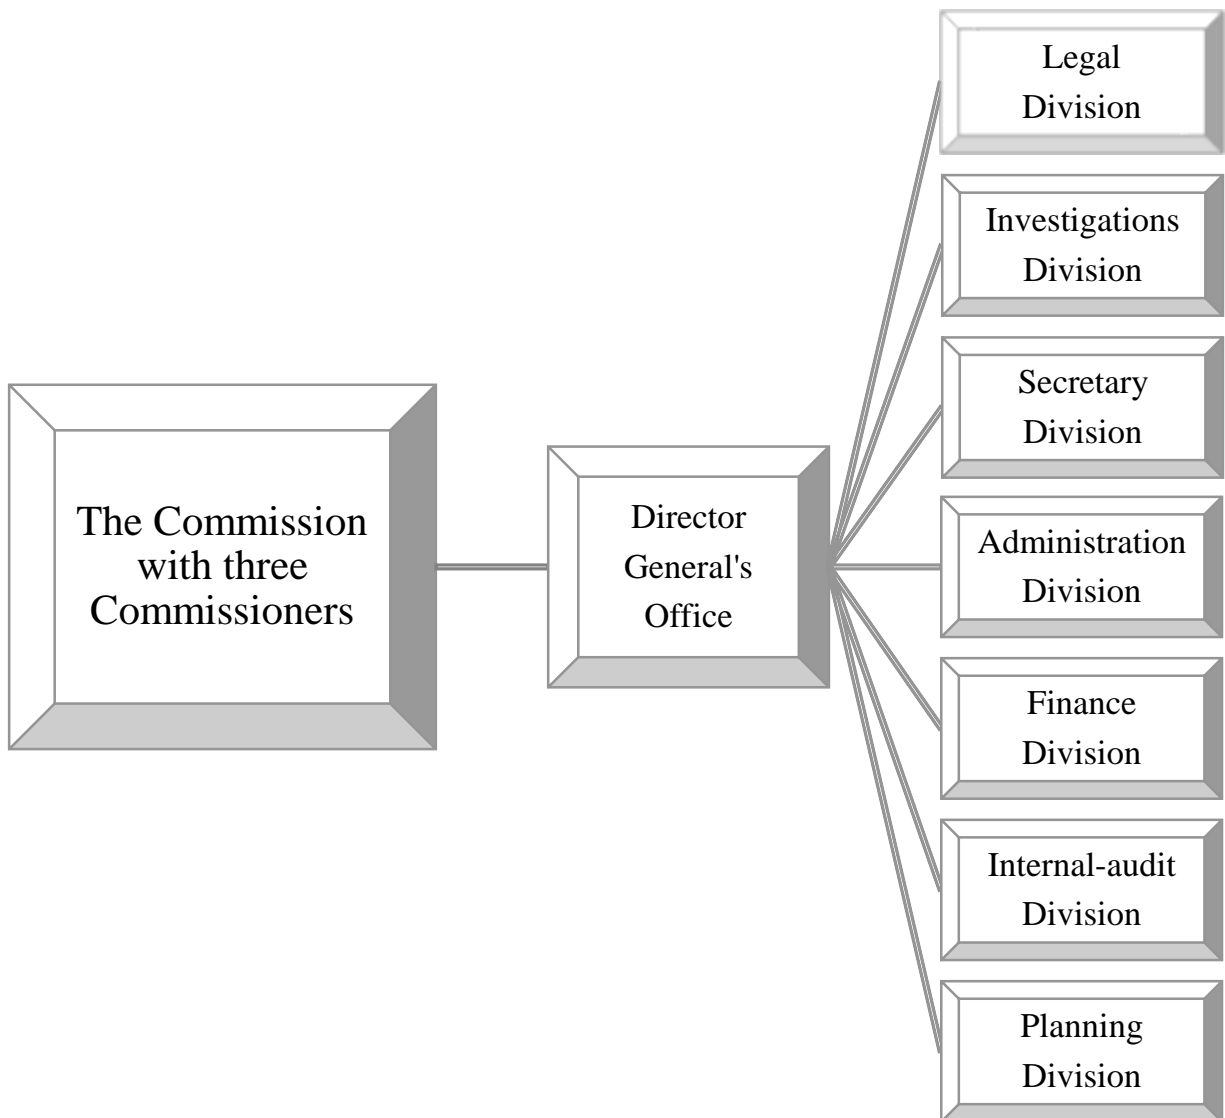 The Commission
with three
Commissioners
Director
General's
Office
Legal
Division
Investigations
Division
Secretary
Division
Administration
Division
Finance
Division
Internal-audit
Division
Planning
Division